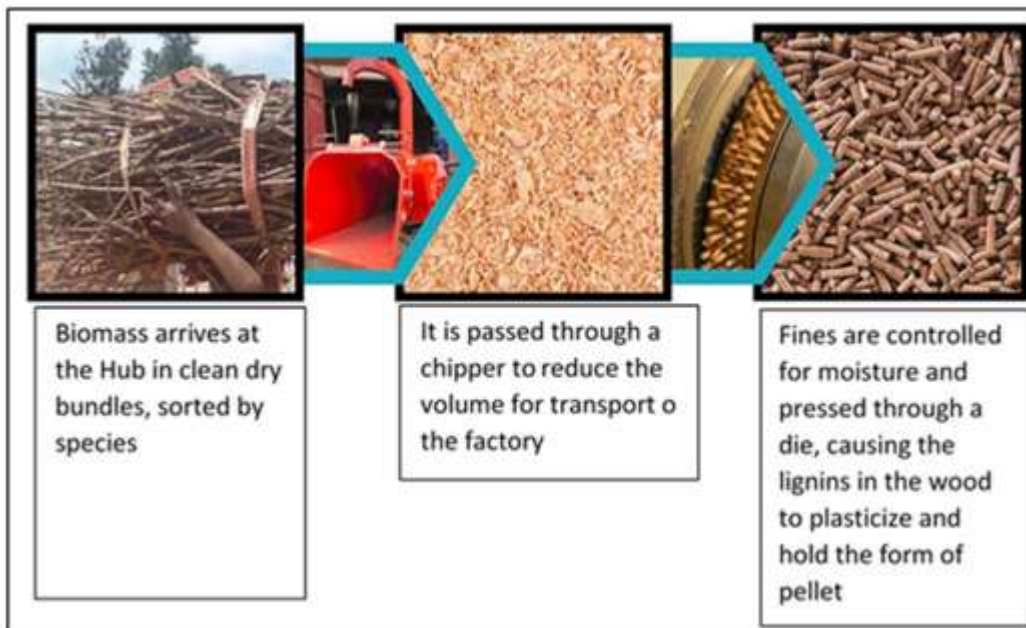 Biomass arrives at
the Hub in clean dry
bundles, sorted by
species
It is passed through a
chipper to reduce the
volume for transport o
the factory
Fines are controlled
for moisture and
pressed through a
die, causing the
lignins in the wood
to plasticize and
hold the form of
pellet